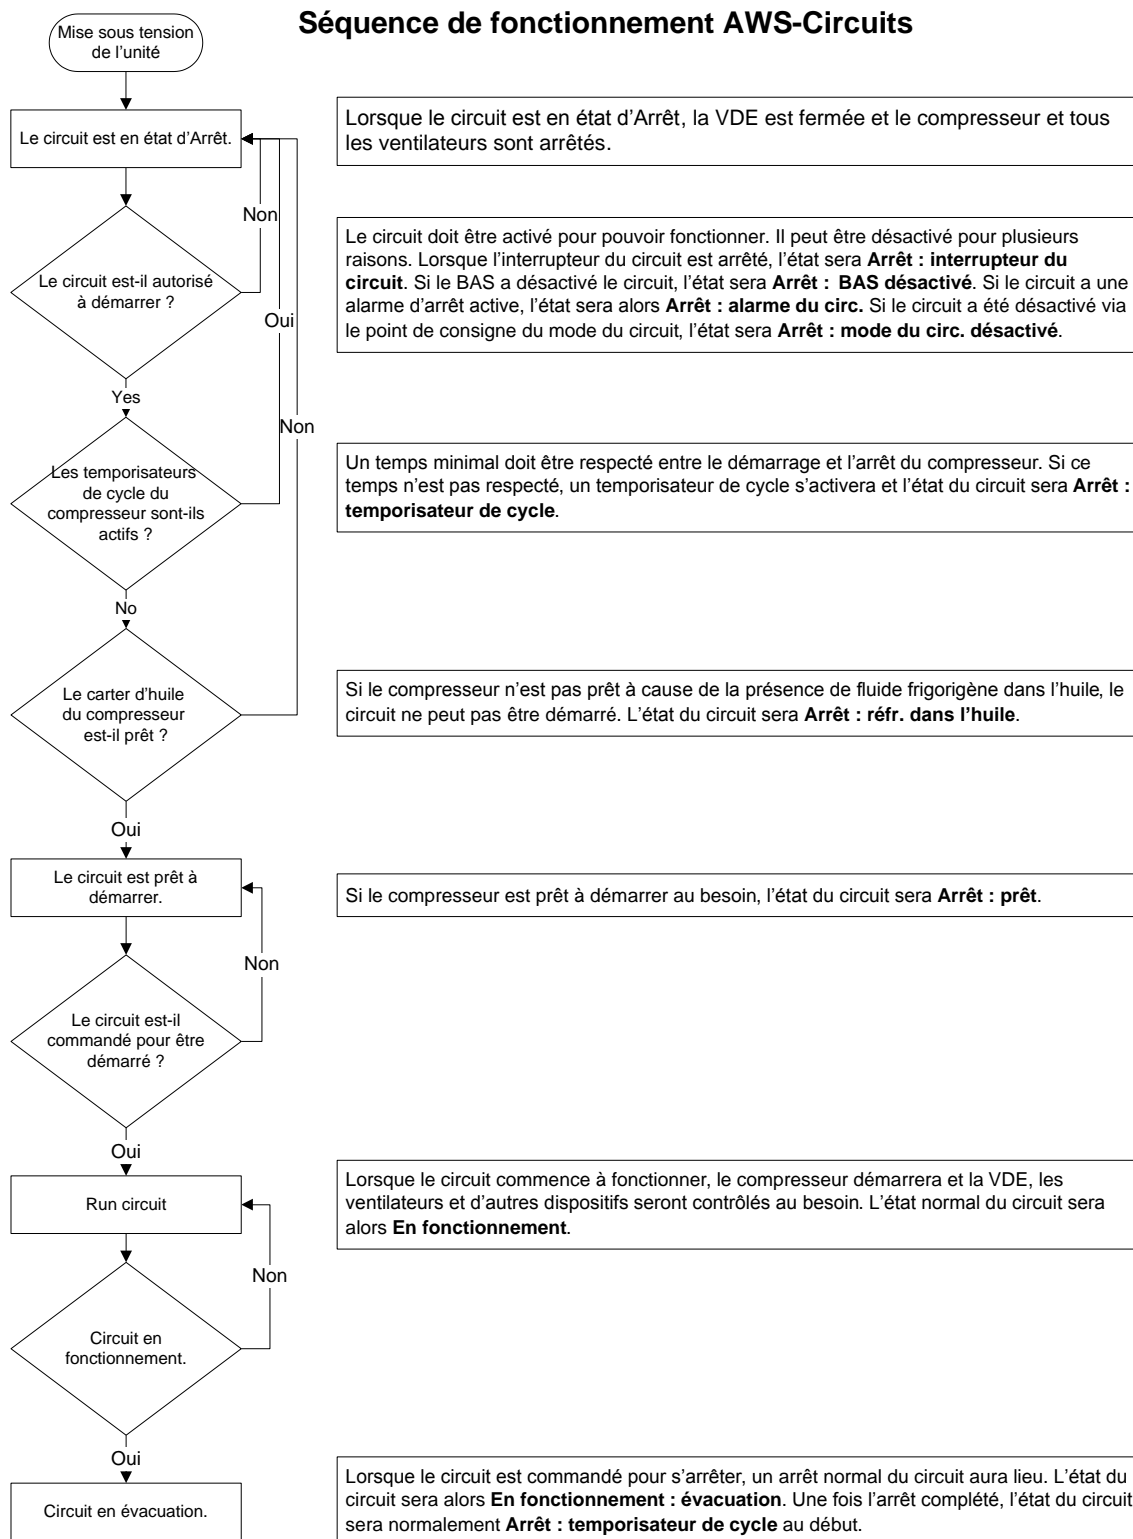 Séquence de fonctionnement AWS-Circuits
Mise sous tension
de l'unité
Le circuit est en état d'Arrêt.
Lorsque le circuit est en état d'Arrêt, la VDE est fermée et le compresseur et tous
les ventilateurs sont arrêtés.
Non
Le circuit est-il autorisé
à démarrer ?
Oui
Le circuit doit être activé pour pouvoir fonctionner. Il peut être désactivé pour plusieurs
raisons. Lorsque l'interrupteur du circuit est arrêté, l'état sera Arrêt : interrupteur du
circuit. Si le BAS a désactivé le circuit, l'état sera Arrêt : BAS désactivé. Si le circuit a une
alarme d'arrêt active, l'état sera alors Arrêt : alarme du circ. Si le circuit a été désactivé via
le point de consigne du mode du circuit, l'état sera Arrêt : mode du circ. désactivé.
Yes
Non
Les temporisateurs
de cycle du
compresseur sont-ils
actifs ?
Un temps minimal doit être respecté entre le démarrage et l'arrêt du compresseur. Si ce
temps n'est pas respecté, un temporisateur de cycle s'activera et l'état du circuit sera Arrêt :
temporisateur de cycle.
No
Le carter d'huile
du compresseur
est-il prêt ?
Si le compresseur n'est pas prêt à cause de la présence de fluide frigorigène dans l'huile, le
circuit ne peut pas être démarré. L'état du circuit sera Arrêt : réfr. dans l'huile.
Oui
Le circuit est prêt à
démarrer.
Si le compresseur est prêt à démarrer au besoin, l'état du circuit sera Arrêt : prêt.
Non
Le circuit est-il
commandé pour être
démarré ?
Oui
Run circuit
Lorsque le circuit commence à fonctionner, le compresseur démarrera et la VDE, les
ventilateurs et d'autres dispositifs seront contrôlés au besoin. L'état normal du circuit sera
alors En fonctionnement.
Non
Circuit en
fonctionnement.
Oui
Circuit en évacuation.
Lorsque le circuit est commandé pour s'arrêter, un arrêt normal du circuit aura lieu. L'état du
circuit sera alors En fonctionnement : évacuation. Une fois l'arrêt complété, l'état du circuit
sera normalement Arrêt : temporisateur de cycle au début.